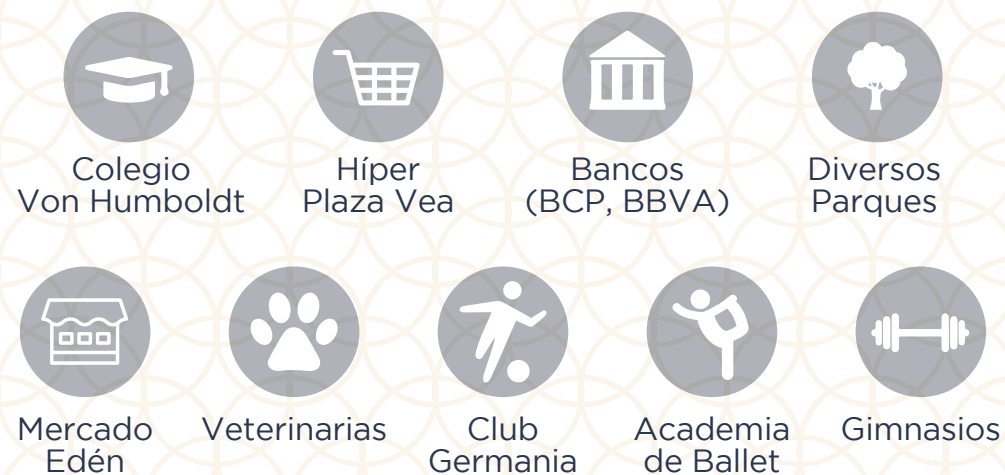 Colegio
Von Humboldt
Híper
Plaza Vea
Bancos
(BCP, BBVA)
Diversos
Parques
Mercado
Edén
Veterinarias
Club
Germania
Academia
de Ballet
Gimnasios